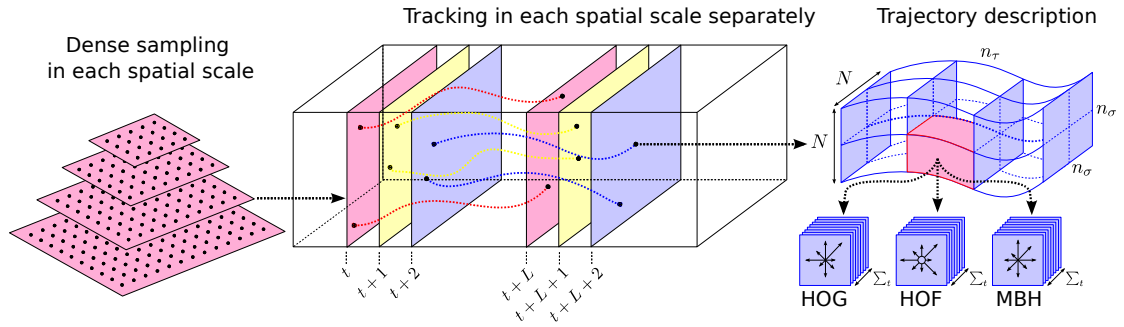 Tracking in each spatial scale separately
Trajectory description
Dense sampling
in each spatial scale
n_τ
N
N
n_σ
n_σ
t
t + 1
t + 2
t + L
t + L + 1
t + L + 2
Σ_t
Σ_t
Σ_t
HOG
HOF
MBH